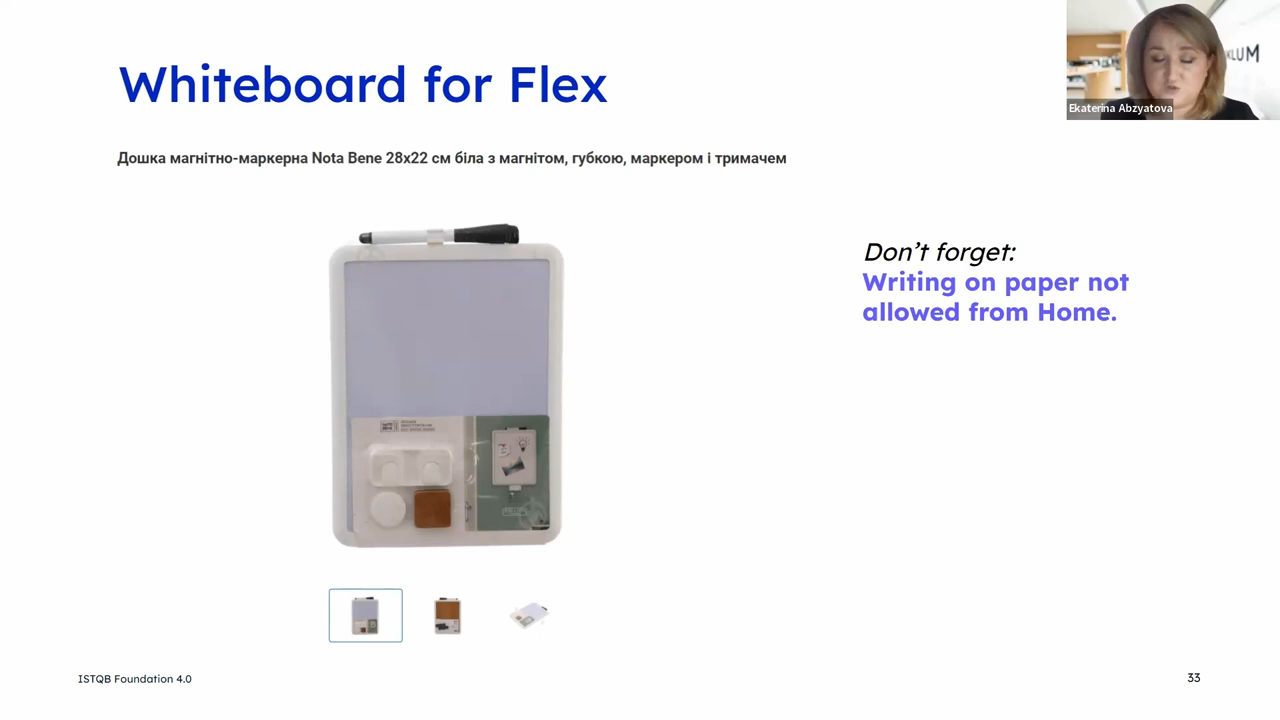 Whiteboard for Flex
Ekaterina Abzyatova
Дошка магнітно-маркерна Nota Bene 28x22 см біла з магнітом, губкою, маркером і тримачем
Don't forget:
Writing on paper not
allowed from Home.
ISTQB Foundation 4.0
33